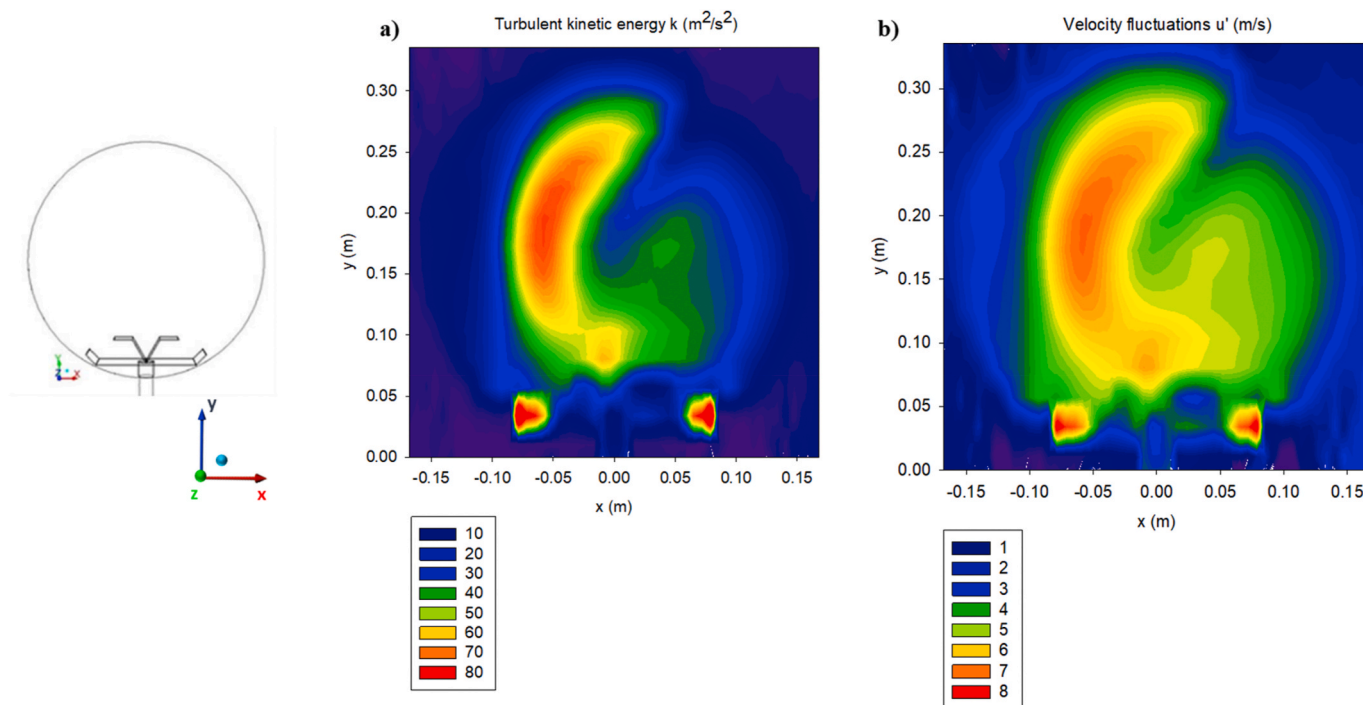 a)
Turbulent kinetic energy k (m²/s²)
0.30
0.25
0.20
0.15
0.10
0.05
0.00
y (m)
-0.15 -0.10 -0.05 0.00 0.05 0.10 0.15
x (m)
10
20
30
40
50
60
70
80
b)
Velocity fluctuations u' (m/s)
0.30
0.25
0.20
0.15
0.10
0.05
0.00
y (m)
-0.15 -0.10 -0.05 0.00 0.05 0.10 0.15
x (m)
1
2
3
4
5
6
7
8
Y
Z
X
y
z
x